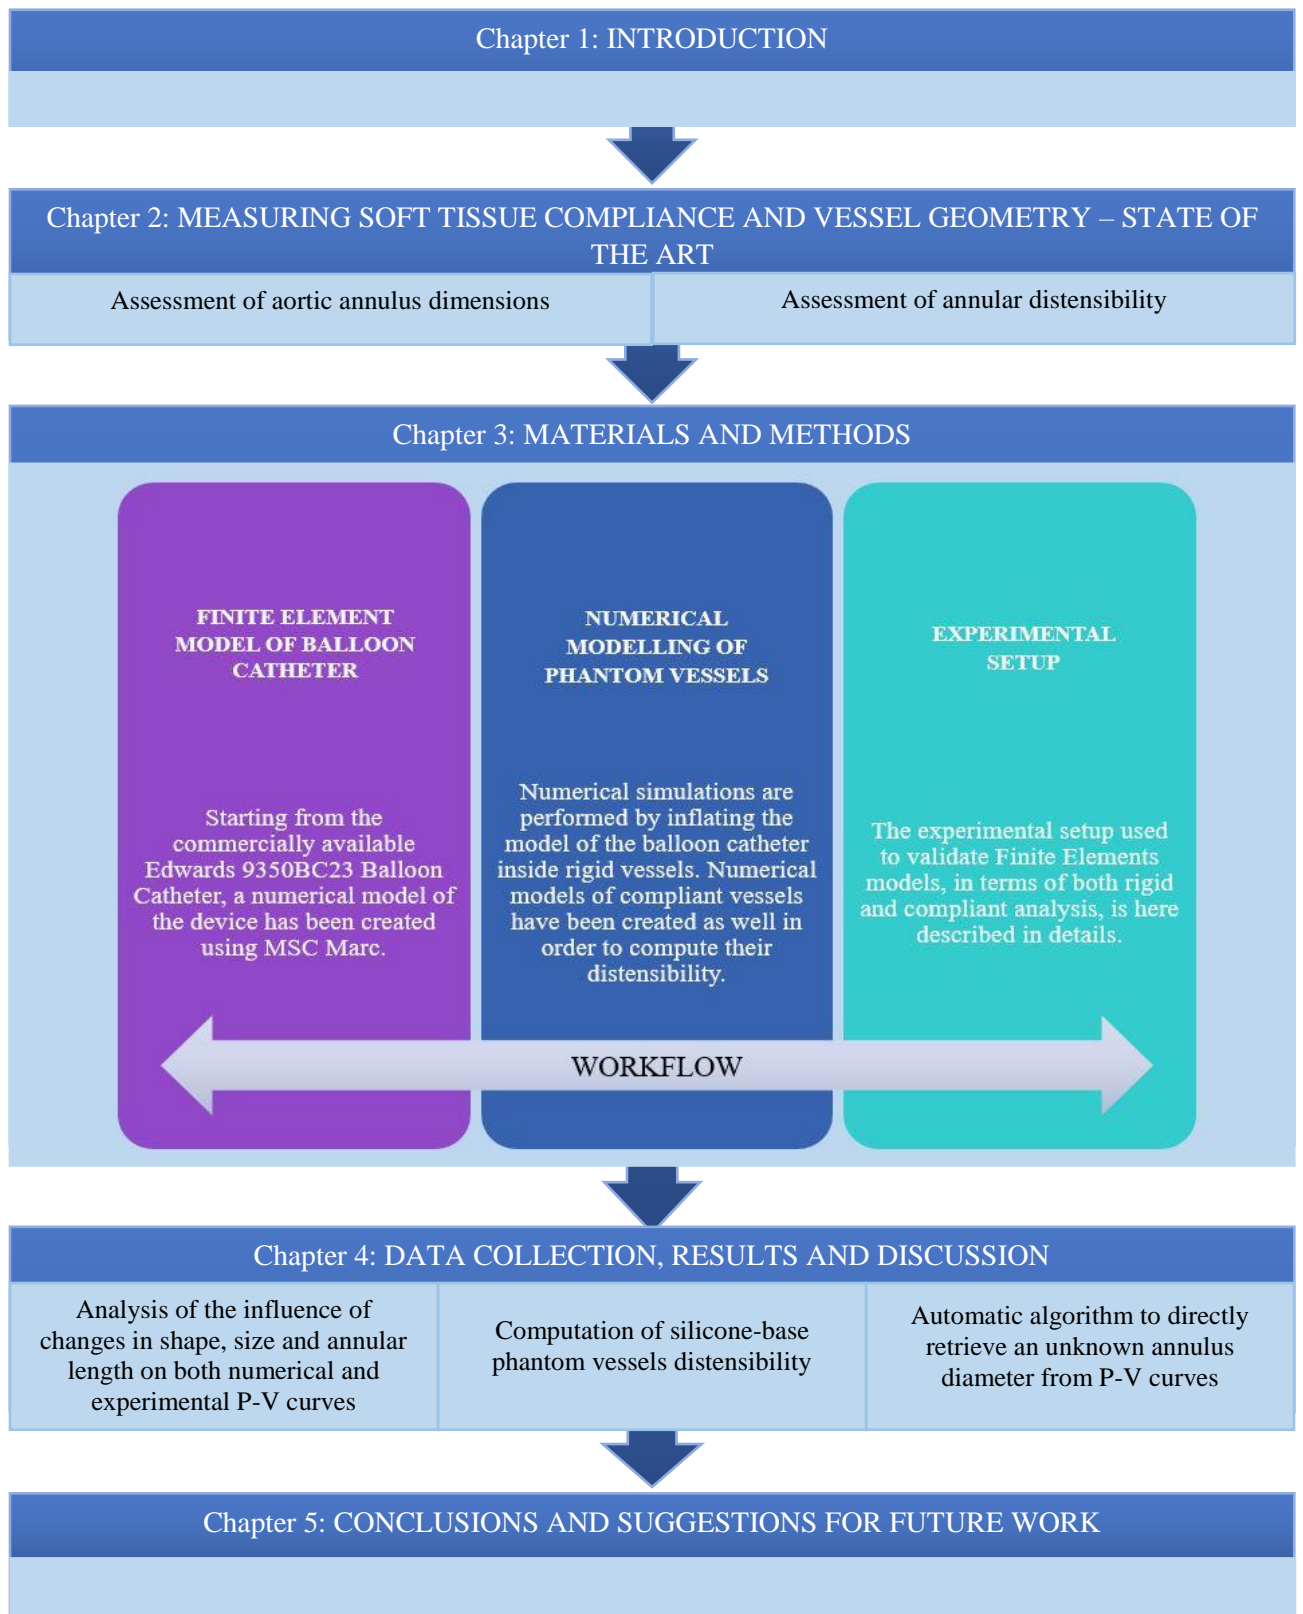 Chapter 1: INTRODUCTION
Chapter 2: MEASURING SOFT TISSUE COMPLIANCE AND VESSEL GEOMETRY – STATE OF
THE ART
Assessment of aortic annulus dimensions
Assessment of annular distensibility
Chapter 3: MATERIALS AND METHODS
FINITE ELEMENT
MODEL OF BALLOON
CATHETER
Starting from the
commercially available
Edwards 9350BC23 Balloon
Catheter, a numerical model of
the device has been created
using MSC Marc.
NUMERICAL
MODELLING OF
PHANTOM VESSELS
Numerical simulations are
performed by inflating the
model of the balloon catheter
inside rigid vessels. Numerical
models of compliant vessels
have been created as well in
order to compute their
distensibility.
EXPERIMENTAL
SETUP
The experimental setup used
to validate Finite Elements
models, in terms of both rigid
and compliant analysis, is here
described in details.
WORKFLOW
Chapter 4: DATA COLLECTION, RESULTS AND DISCUSSION
Analysis of the influence of
changes in shape, size and annular
length on both numerical and
experimental P-V curves
Computation of silicone-base
phantom vessels distensibility
Automatic algorithm to directly
retrieve an unknown annulus
diameter from P-V curves
Chapter 5: CONCLUSIONS AND SUGGESTIONS FOR FUTURE WORK